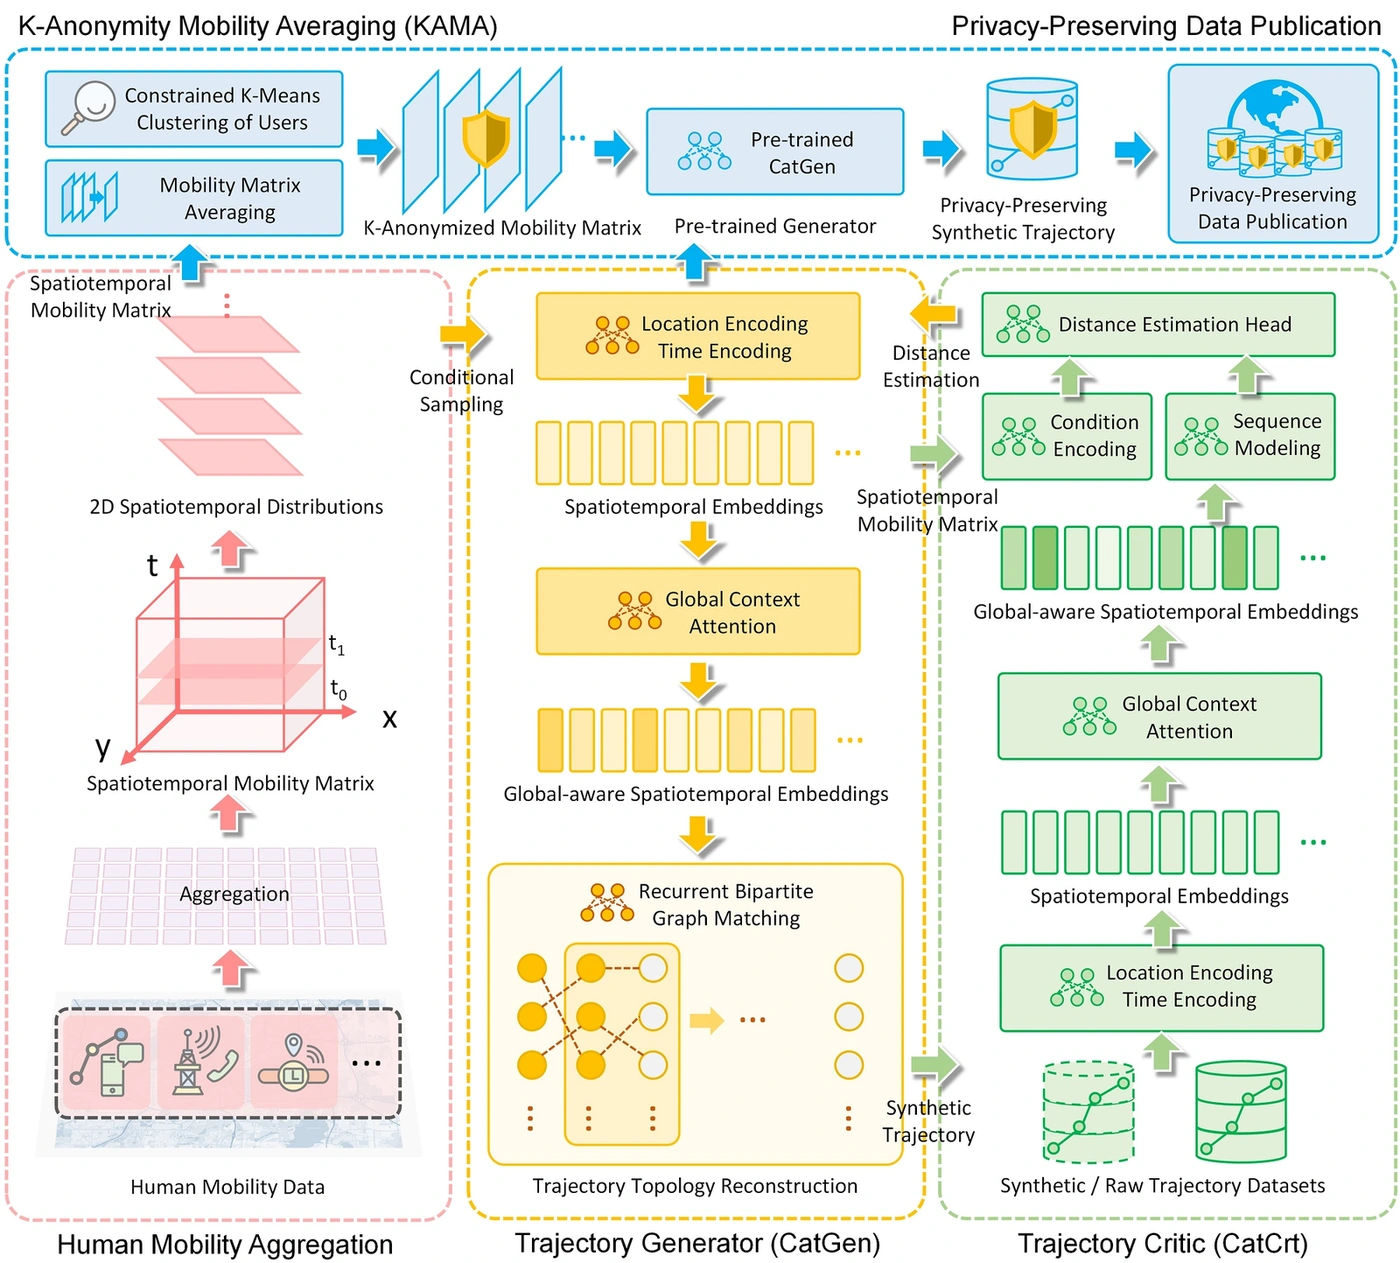 K-Anonymity Mobility Averaging (KAMA)
Privacy-Preserving Data Publication
Constrained K-Means
Clustering of Users
Mobility Matrix
Averaging
K-Anonymized Mobility Matrix
Pre-trained
CatGen
Pre-trained Generator
Privacy-Preserving
Synthetic Trajectory
Privacy-Preserving
Data Publication
Spatiotemporal
Mobility Matrix
2D Spatiotemporal Distributions
t
t1
t0
x
y
Spatiotemporal Mobility Matrix
Aggregation
Human Mobility Data
Human Mobility Aggregation
Conditional
Sampling
Location Encoding
Time Encoding
Spatiotemporal Embeddings
Global Context
Attention
Global-aware Spatiotemporal Embeddings
Recurrent Bipartite
Graph Matching
Trajectory Topology Reconstruction
Trajectory Generator (CatGen)
Distance
Estimation
Spatiotemporal
Mobility Matrix
Synthetic
Trajectory
Distance Estimation Head
Condition
Encoding
Sequence
Modeling
Global-aware Spatiotemporal Embeddings
Global Context
Attention
Spatiotemporal Embeddings
Location Encoding
Time Encoding
Synthetic / Raw Trajectory Datasets
Trajectory Critic (CatCrt)